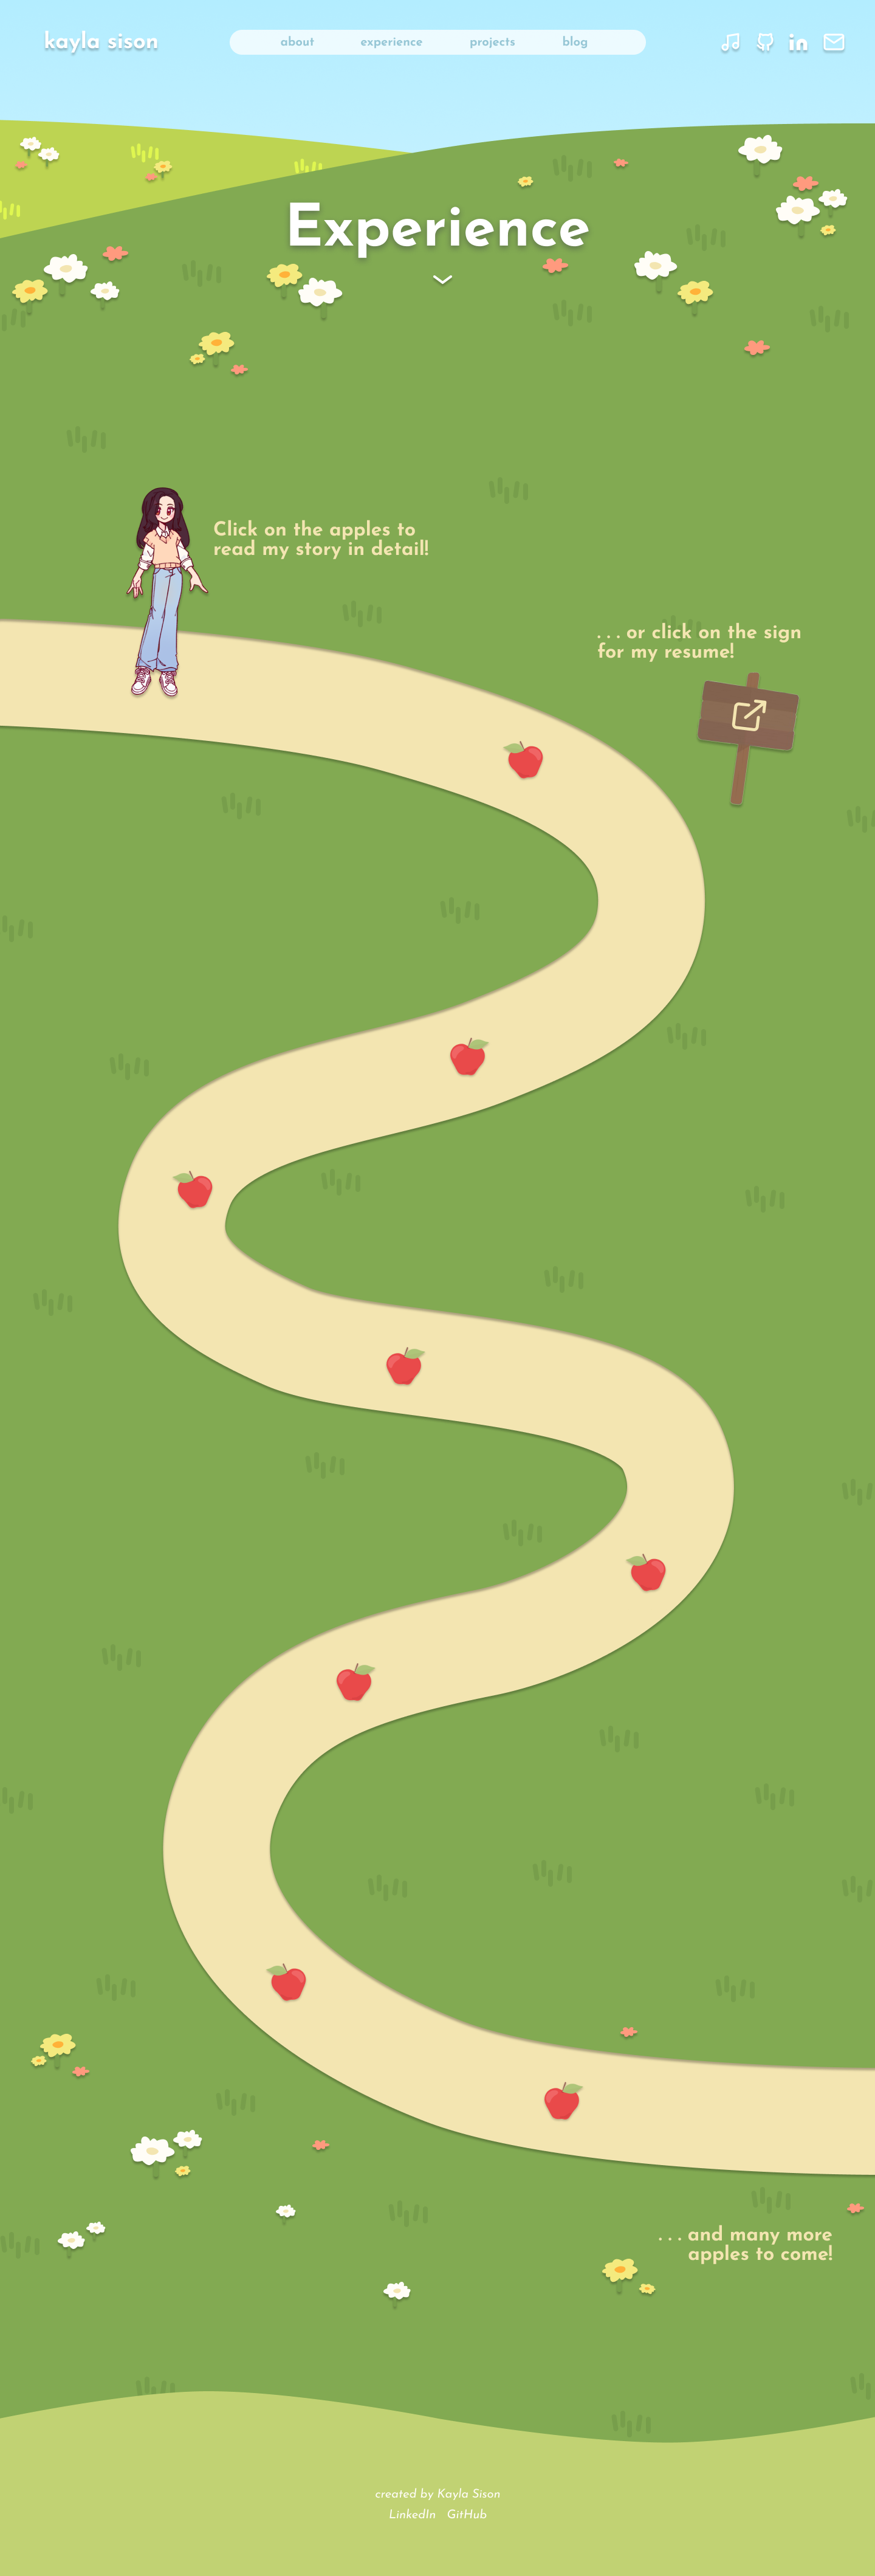 kayla sison
about experience projects blog
Experience
Click on the apples to
read my story in detail!
. . . or click on the sign
for my resume!
. . . and many more
apples to come!
created by Kayla Sison
LinkedIn GitHub